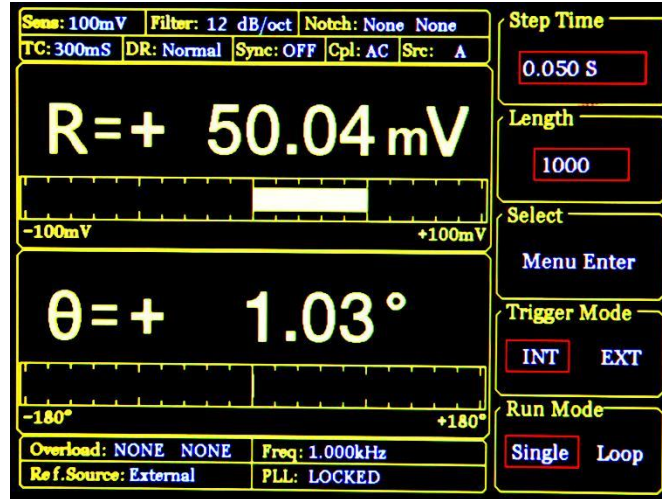 Sens: 100mV Filter: 12 dB/oct Notch: None None
TC: 300mS DR: Normal Sync: OFF Cpl: AC Src: A
R=+ 50.04 mV
-100mV +100mV
θ=+ 1.03°
-180° +180°
Overload: NONE NONE Freq: 1.000kHz
Ref.Source: External PLL: LOCKED
Step Time
0.050 S
Length
1000
Select
Menu Enter
Trigger Mode
INT EXT
Run Mode
Single Loop